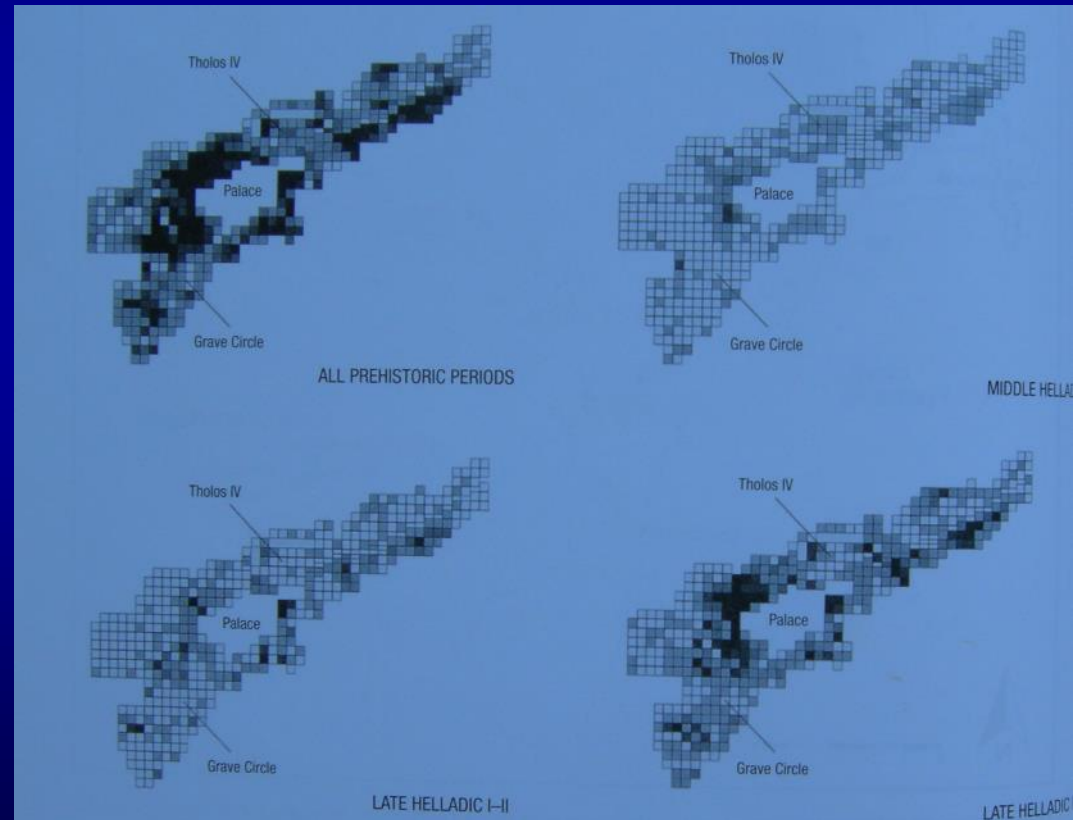 Tholos IV
Palace
Grave Circle
ALL PREHISTORIC PERIODS
Tholos IV
Palace
Grave Circle
MIDDLE HELLAD
Tholos IV
Palace
Grave Circle
LATE HELLADIC I–II
Tholos IV
Palace
Grave Circle
LATE HELLADIC